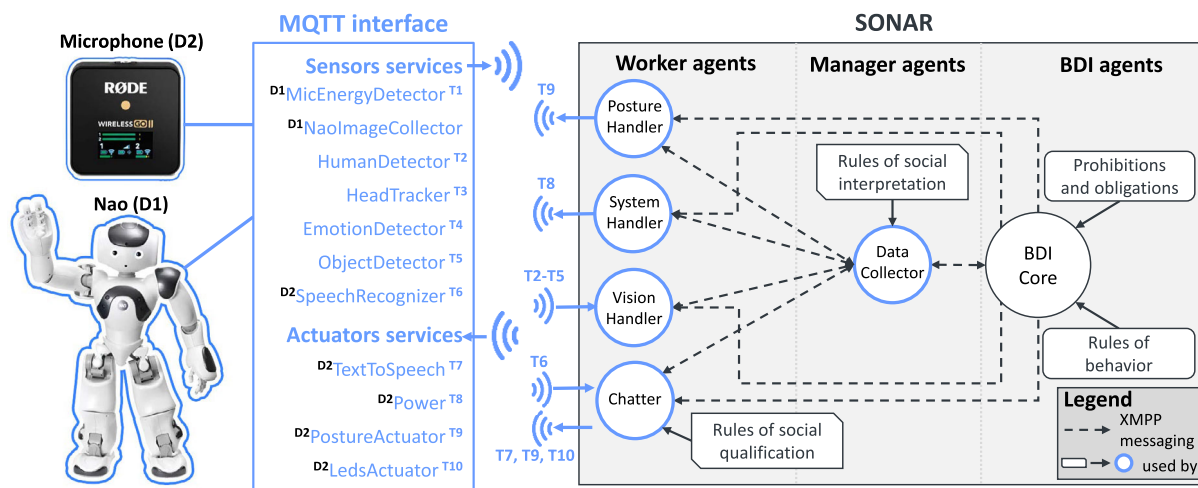 MQTT interface
SONAR
Microphone (D2)
RØDE
WIRELESS GO II
1
2
1 2
Nao (D1)
Sensors services
D1MicEnergyDetector T1
D1NaoImageCollector
HumanDetector T2
HeadTracker T3
EmotionDetector T4
ObjectDetector T5
D2SpeechRecognizer T6
Actuators services
D2TextToSpeech T7
D2Power T8
D2PostureActuator T9
D2LedsActuator T10
Worker agents
Manager agents
BDI agents
T9
Posture
Handler
T8
System
Handler
T2-T5
Vision
Handler
T6
Chatter
T7, T9, T10
Rules of social
interpretation
Data
Collector
Rules of social
qualification
Prohibitions
and obligations
BDI
Core
Rules of
behavior
Legend
XMPP
messaging
used by